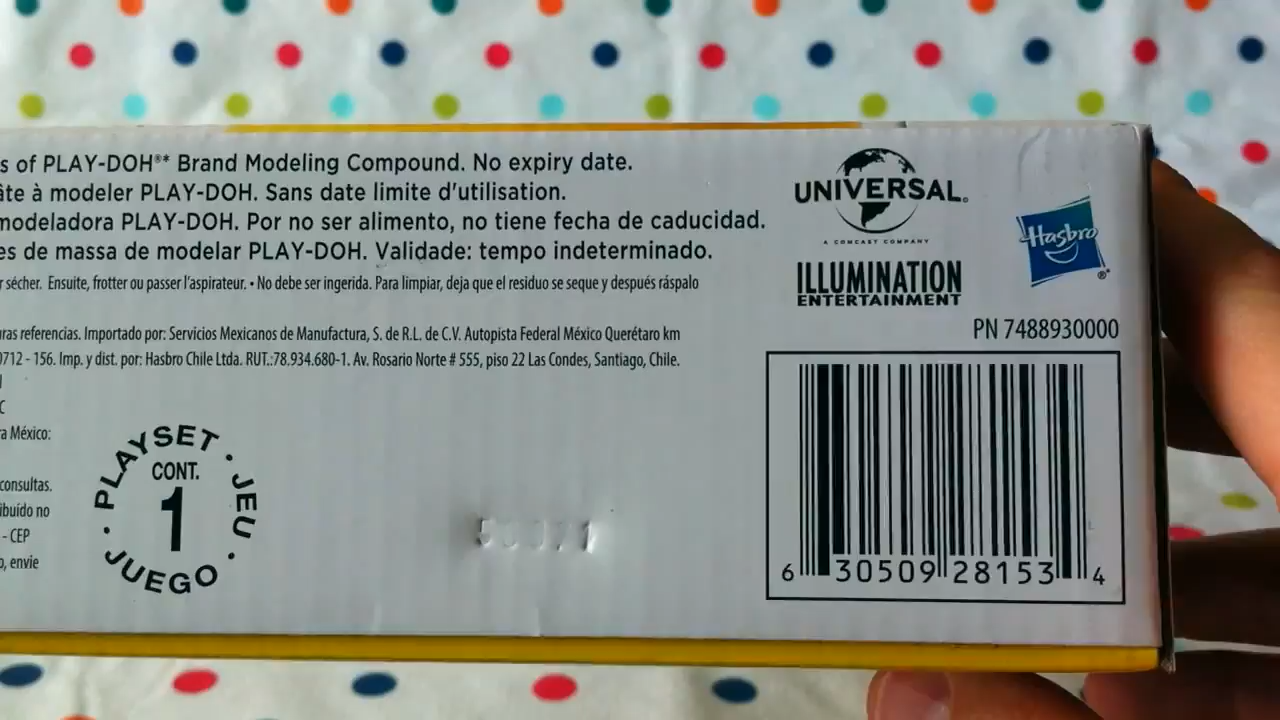 s of PLAY-DOH®* Brand Modeling Compound. No expiry date.
âte à modeler PLAY-DOH. Sans date limite d'utilisation.
modeladora PLAY-DOH. Por no ser alimento, no tiene fecha de caducidad.
es de massa de modelar PLAY-DOH. Validade: tempo indeterminado.
r sécher. Ensuite, frotter ou passer l'aspirateur. • No debe ser ingerida. Para limpiar, deja que el residuo se seque y después ráspalo
uras referencias. Importado por: Servicios Mexicanos de Manufactura, S. de R.L. de C.V. Autopista Federal México Querétaro km
0712 - 156. Imp. y dist. por: Hasbro Chile Ltda. RUT.:78.934.680-1. Av. Rosario Norte # 555, piso 22 Las Condes, Santiago, Chile.
C
a México:
consultas.
ibuído no
- CEP
o, envie
PLAYSET • JEU • JUEGO •
CONT.
1
UNIVERSAL®
A COMCAST COMPANY
ILLUMINATION
ENTERTAINMENT
Hasbro®
PN 7488930000
6 30509 28153 4